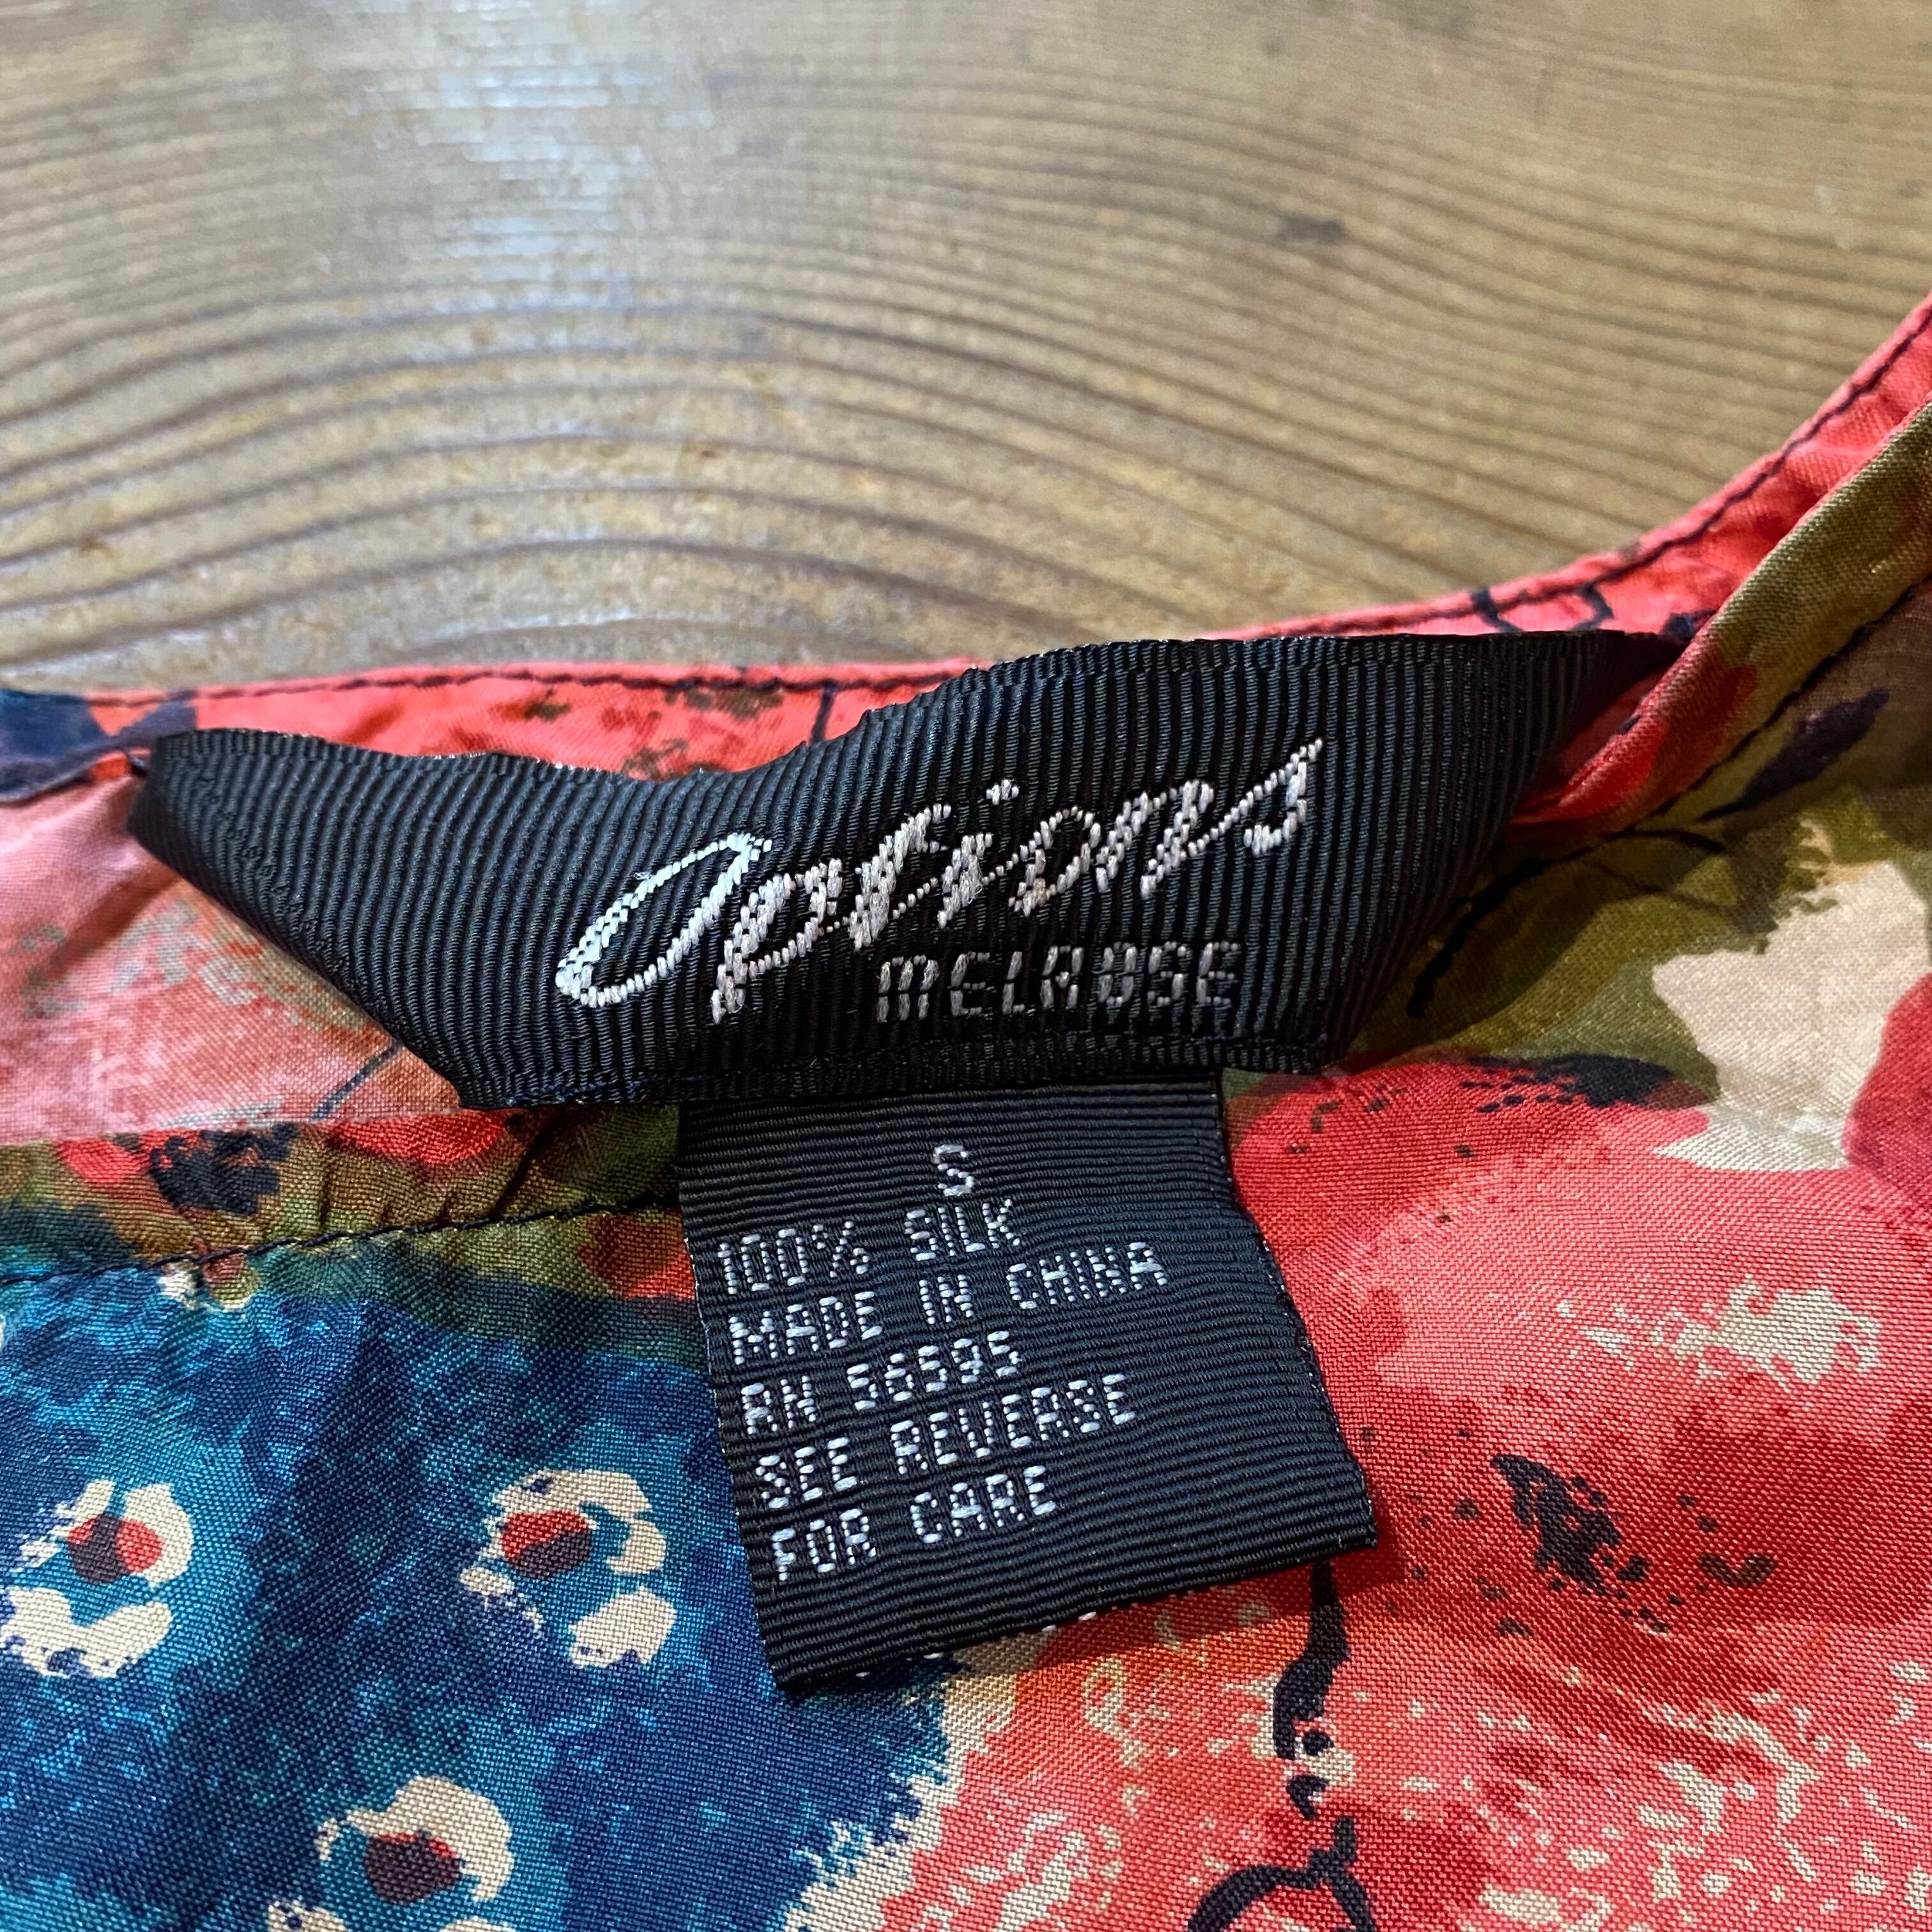 Options
MELROSE
S
100% SILK
MADE IN CHINA
RN 56595
SEE REVERSE
FOR CARE